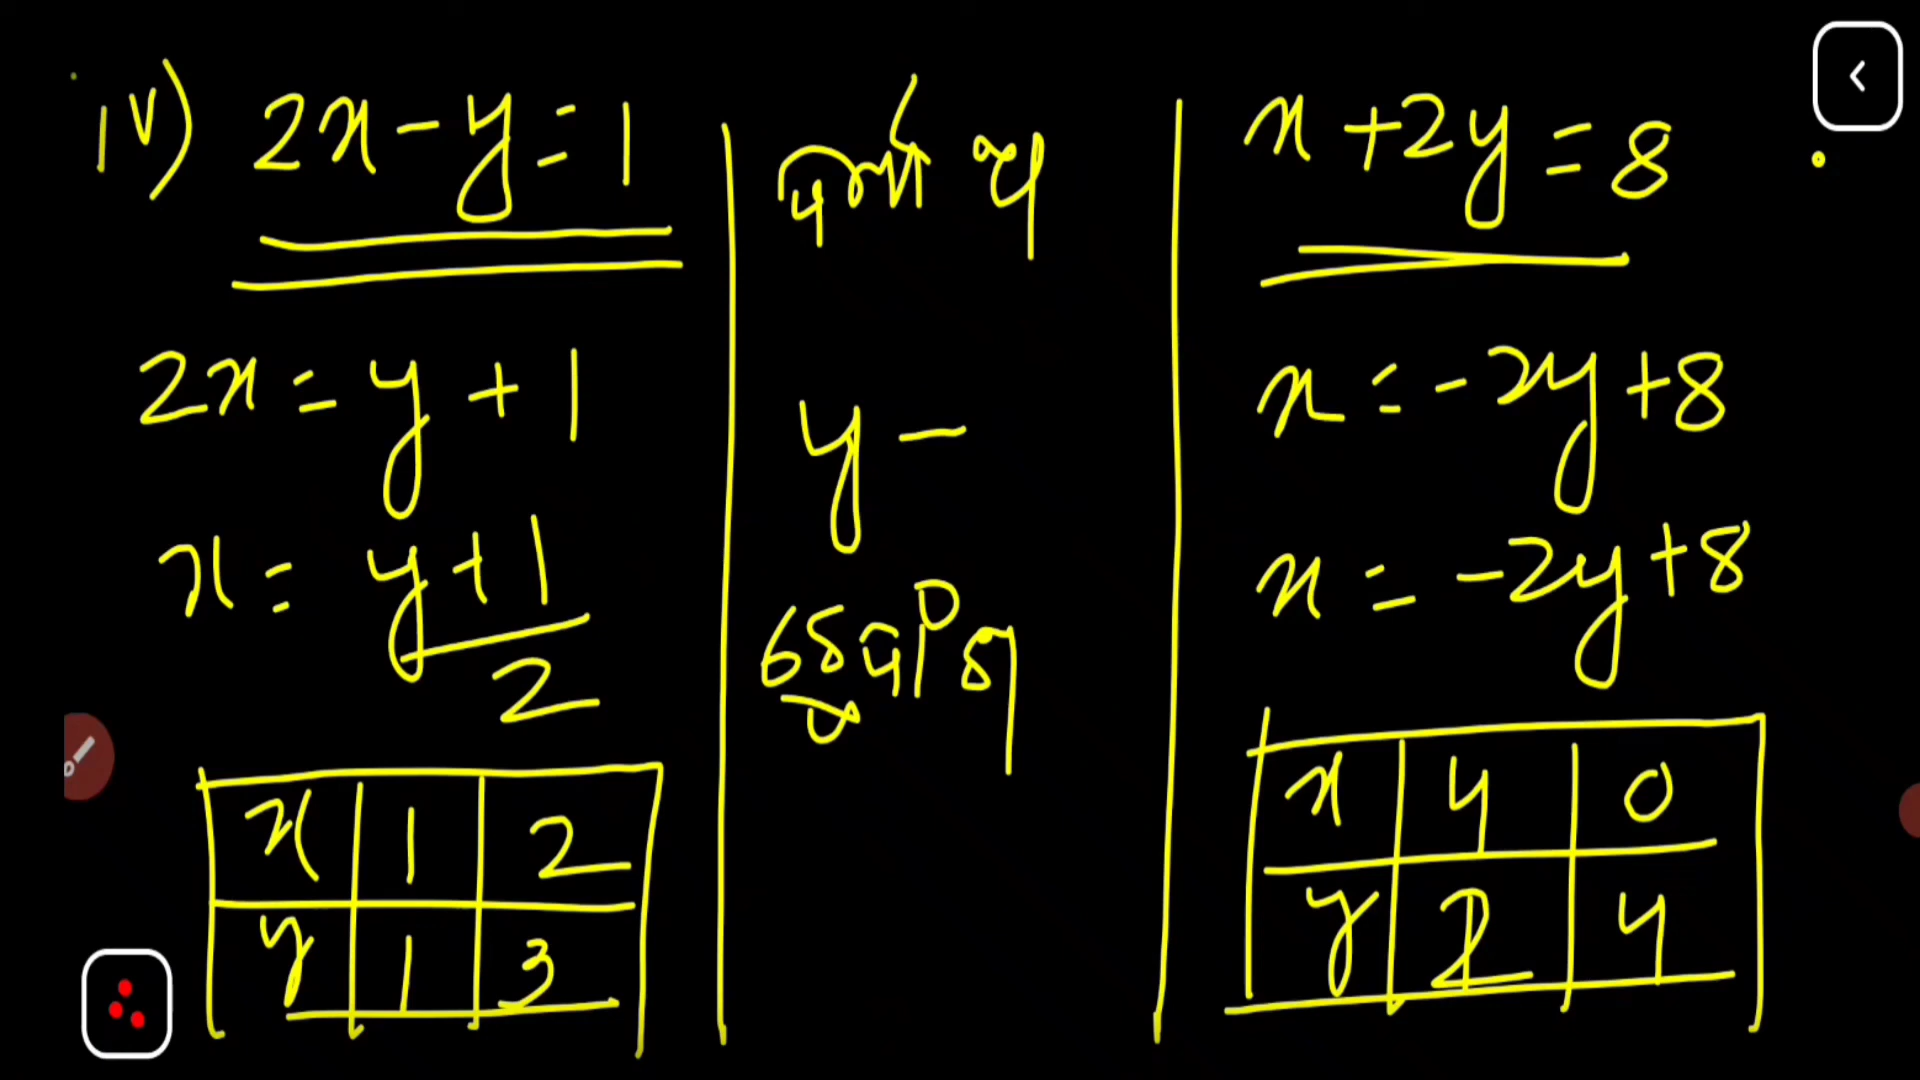 iv) 2x-y=1
2x = y+1
x = y+1/2
x | 1 | 2
y | 1 | 3
y -
x+2y=8
x = -2y+8
x = -2y+8
x | 4 | 0
y | 2 | 4